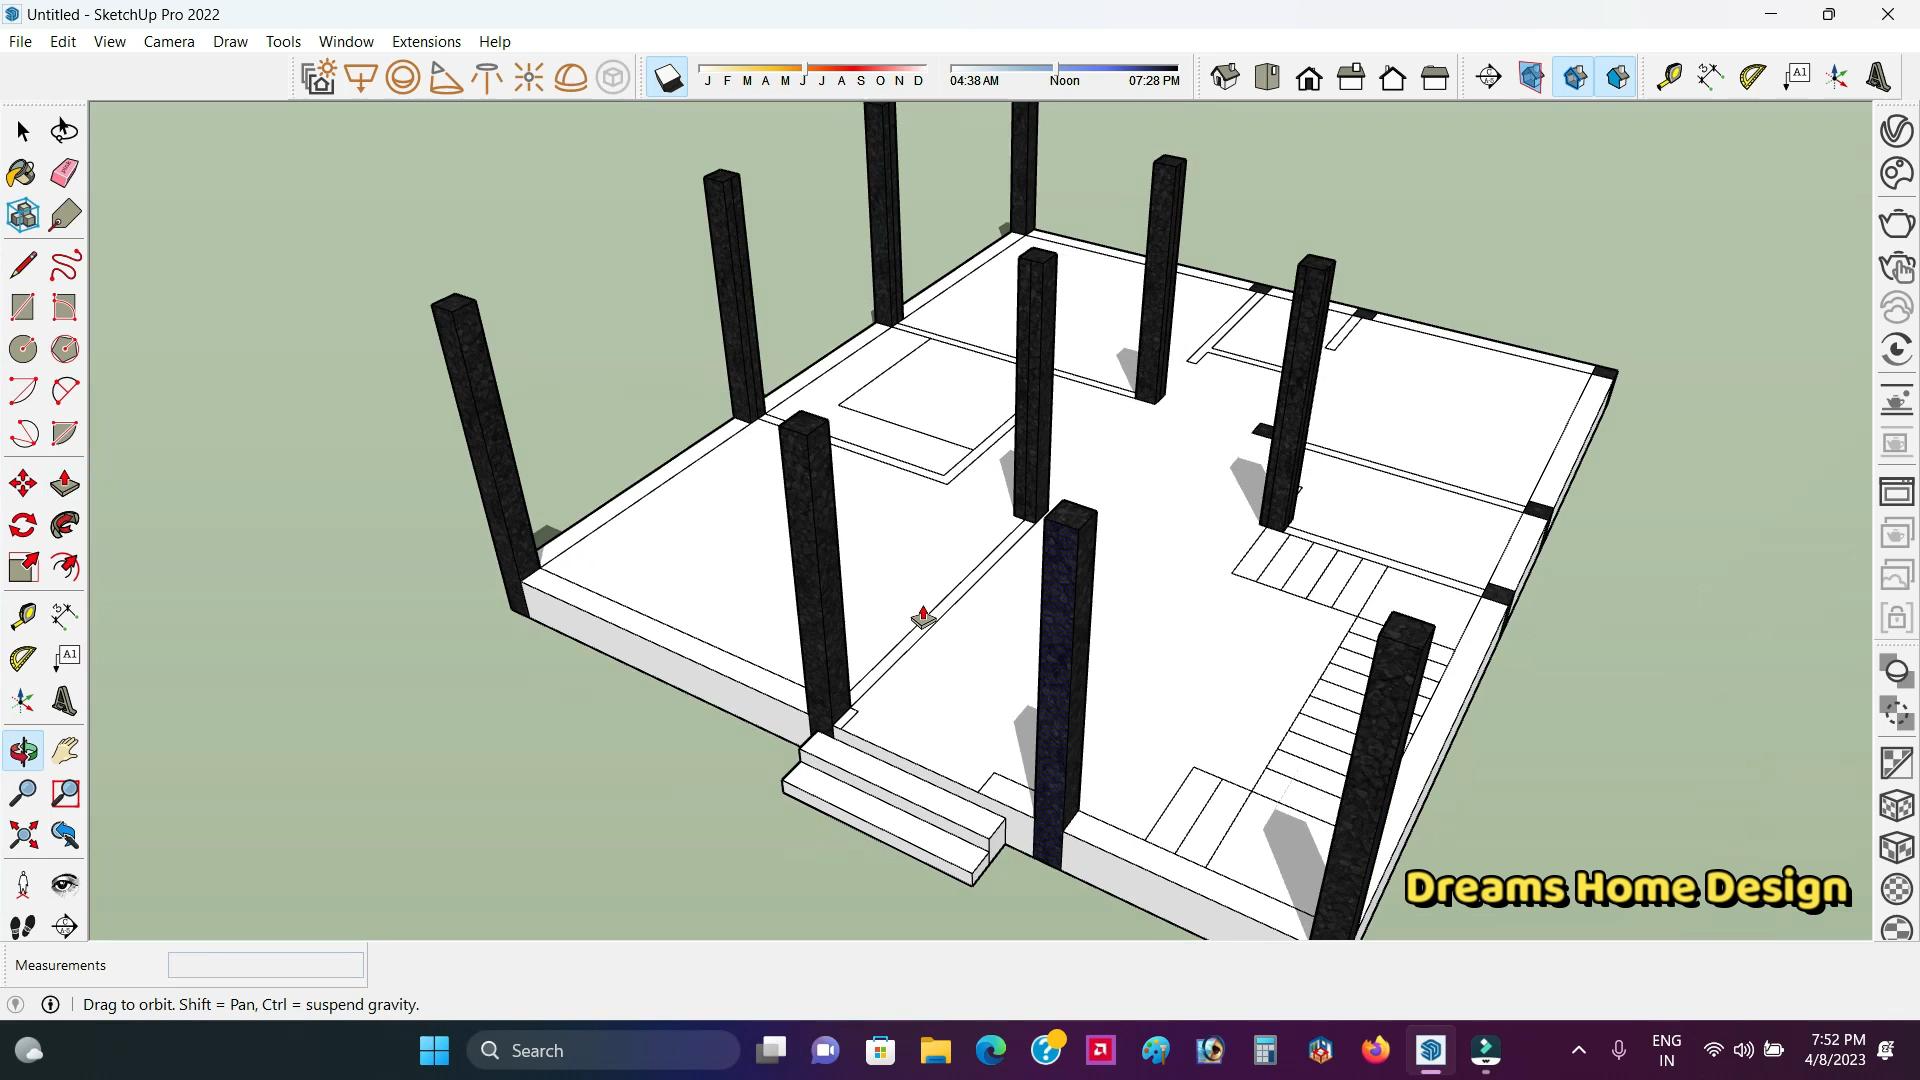 Untitled - SketchUp Pro 2022
File Edit View Camera Draw Tools Window Extensions Help
J F M A M J J A S O N D
04:38 AM Noon 07:28 PM
A1
A1
Dreams Home Design
Measurements
Drag to orbit. Shift = Pan, Ctrl = suspend gravity.
Search
ENG
IN
7:52 PM
4/8/2023